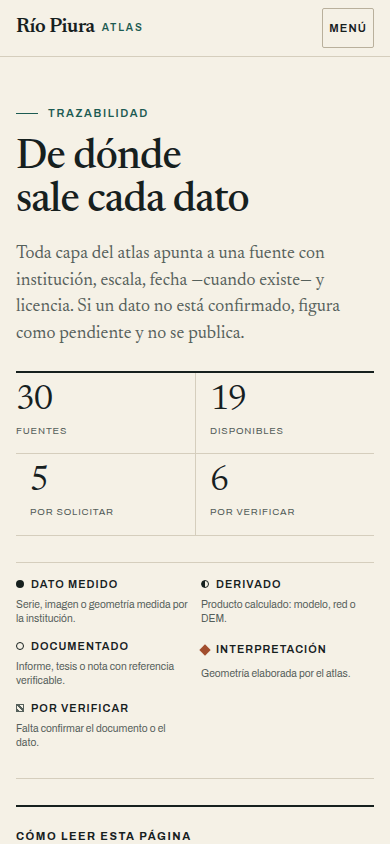 Río Piura ATLAS
MENÚ
TRAZABILIDAD
De dónde
sale cada dato
Toda capa del atlas apunta a una fuente con
institución, escala, fecha —cuando existe— y
licencia. Si un dato no está confirmado, figura
como pendiente y no se publica.
30
FUENTES
19
DISPONIBLES
5
POR SOLICITAR
6
POR VERIFICAR
DATO MEDIDO
Serie, imagen o geometría medida por
la institución.
DERIVADO
Producto calculado: modelo, red o
DEM.
DOCUMENTADO
Informe, tesis o nota con referencia
verificable.
INTERPRETACIÓN
Geometría elaborada por el atlas.
POR VERIFICAR
Falta confirmar el documento o el
dato.
CÓMO LEER ESTA PÁGINA